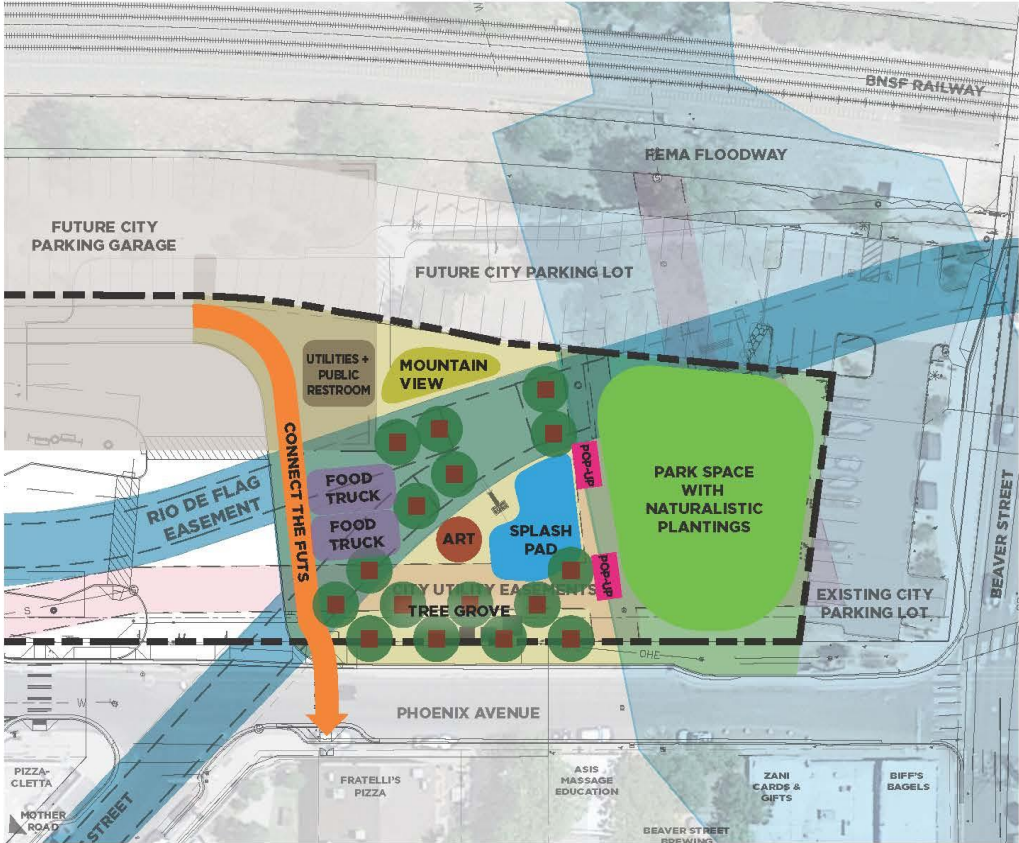 BNSF RAILWAY
FEMA FLOODWAY
FUTURE CITY
PARKING GARAGE
FUTURE CITY PARKING LOT
UTILITIES +
PUBLIC
RESTROOM
MOUNTAIN
VIEW
CONNECT THE FUTS
RIO DE FLAG
EASEMENT
FOOD
TRUCK
FOOD
TRUCK
ART
SPLASH
PAD
POP-UP
POP-UP
PARK SPACE
WITH
NATURALISTIC
PLANTINGS
BEAVER STREET
CITY UTILITY EASEMENTS
TREE GROVE
EXISTING CITY
PARKING LOT
S
OHE
W
PHOENIX AVENUE
PIZZA-
CLETTA
MOTHER
ROAD
STREET
FRATELLI'S
PIZZA
ASIS
MASSAGE
EDUCATION
ZANI
CARDS &
GIFTS
BIFF'S
BAGELS
BEAVER STREET
BREWING